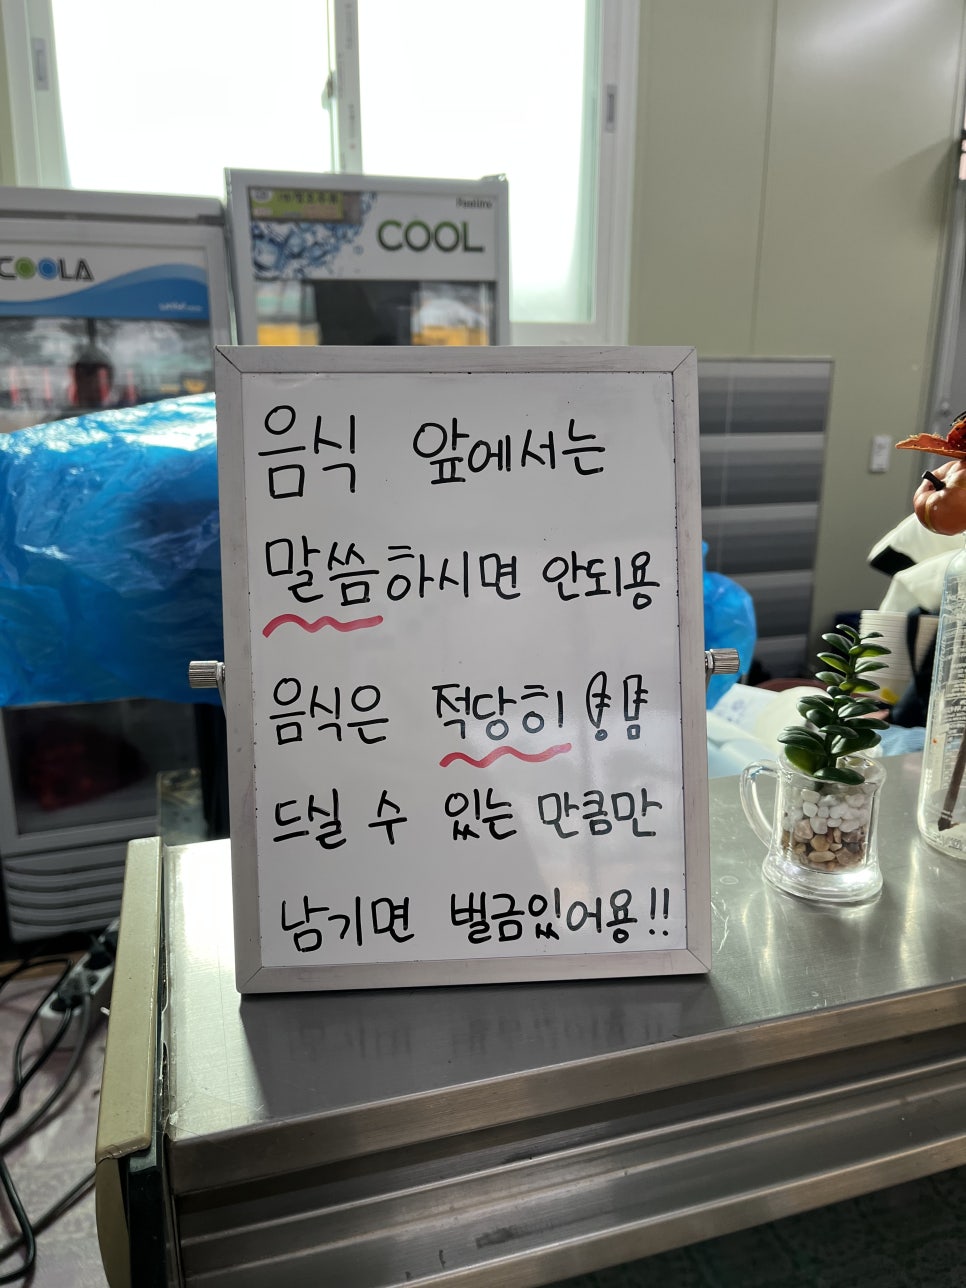 COOLA
COOL
음식 앞에서는
말씀하시면 안되용
음식은 적당히!!
드실 수 있는 만큼만
남기면 벌금있어용!!